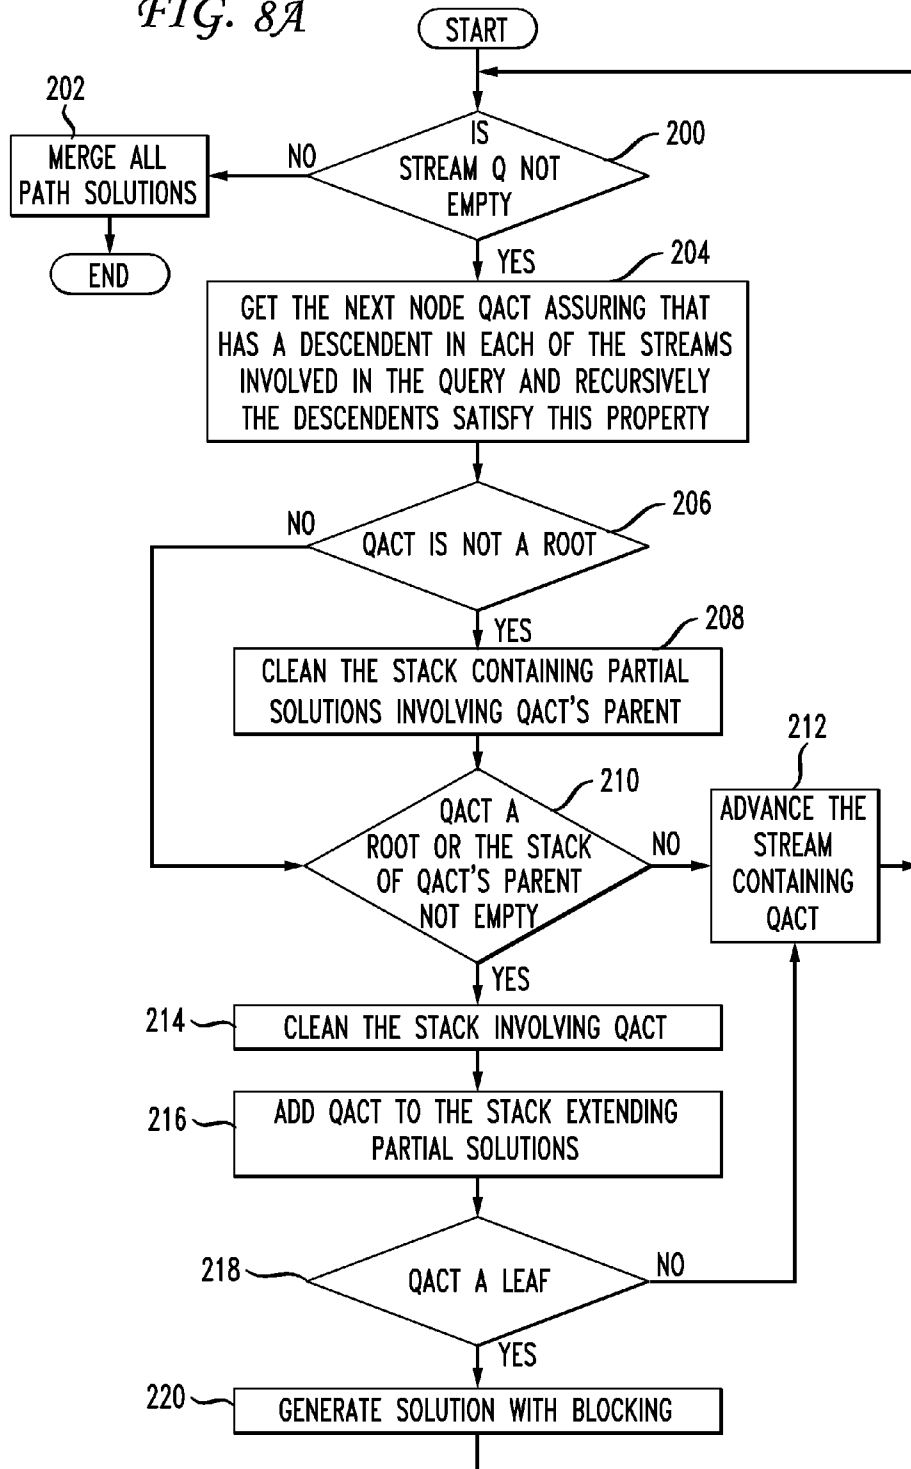 FIG. 8A
START
202
MERGE ALL
PATH SOLUTIONS
END
NO
IS
STREAM Q NOT
EMPTY
200
YES
204
GET THE NEXT NODE QACT ASSURING THAT
HAS A DESCENDENT IN EACH OF THE STREAMS
INVOLVED IN THE QUERY AND RECURSIVELY
THE DESCENDENTS SATISFY THIS PROPERTY
NO
QACT IS NOT A ROOT
206
YES
208
CLEAN THE STACK CONTAINING PARTIAL
SOLUTIONS INVOLVING QACT'S PARENT
210
QACT A
ROOT OR THE STACK
OF QACT'S PARENT
NOT EMPTY
NO
212
ADVANCE THE
STREAM
CONTAINING
QACT
YES
214
CLEAN THE STACK INVOLVING QACT
216
ADD QACT TO THE STACK EXTENDING
PARTIAL SOLUTIONS
218
QACT A LEAF
NO
YES
220
GENERATE SOLUTION WITH BLOCKING